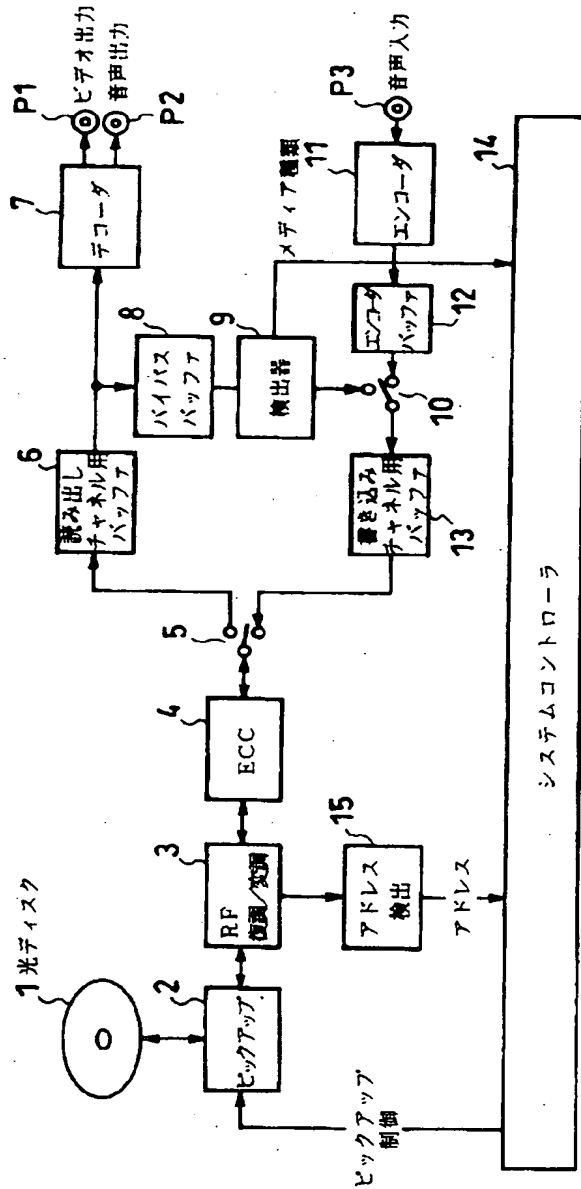 1 光ディスク
2
ピックアップ
3
RF
復調/変調
4
ECC
5
6
読み出し
チャネル用
バッファ
7
デコーダ
P1
ビデオ出力
音声出力
P2
8
バイパス
バッファ
9
検出器
メディア種類
10
P3
音声入力
11
エンコーダ
12
エンコーダ
バッファ
書き込み
チャネル用
バッファ
13
15
アドレス
検出
アドレス
ピックアップ
制御
14
システムコントローラ